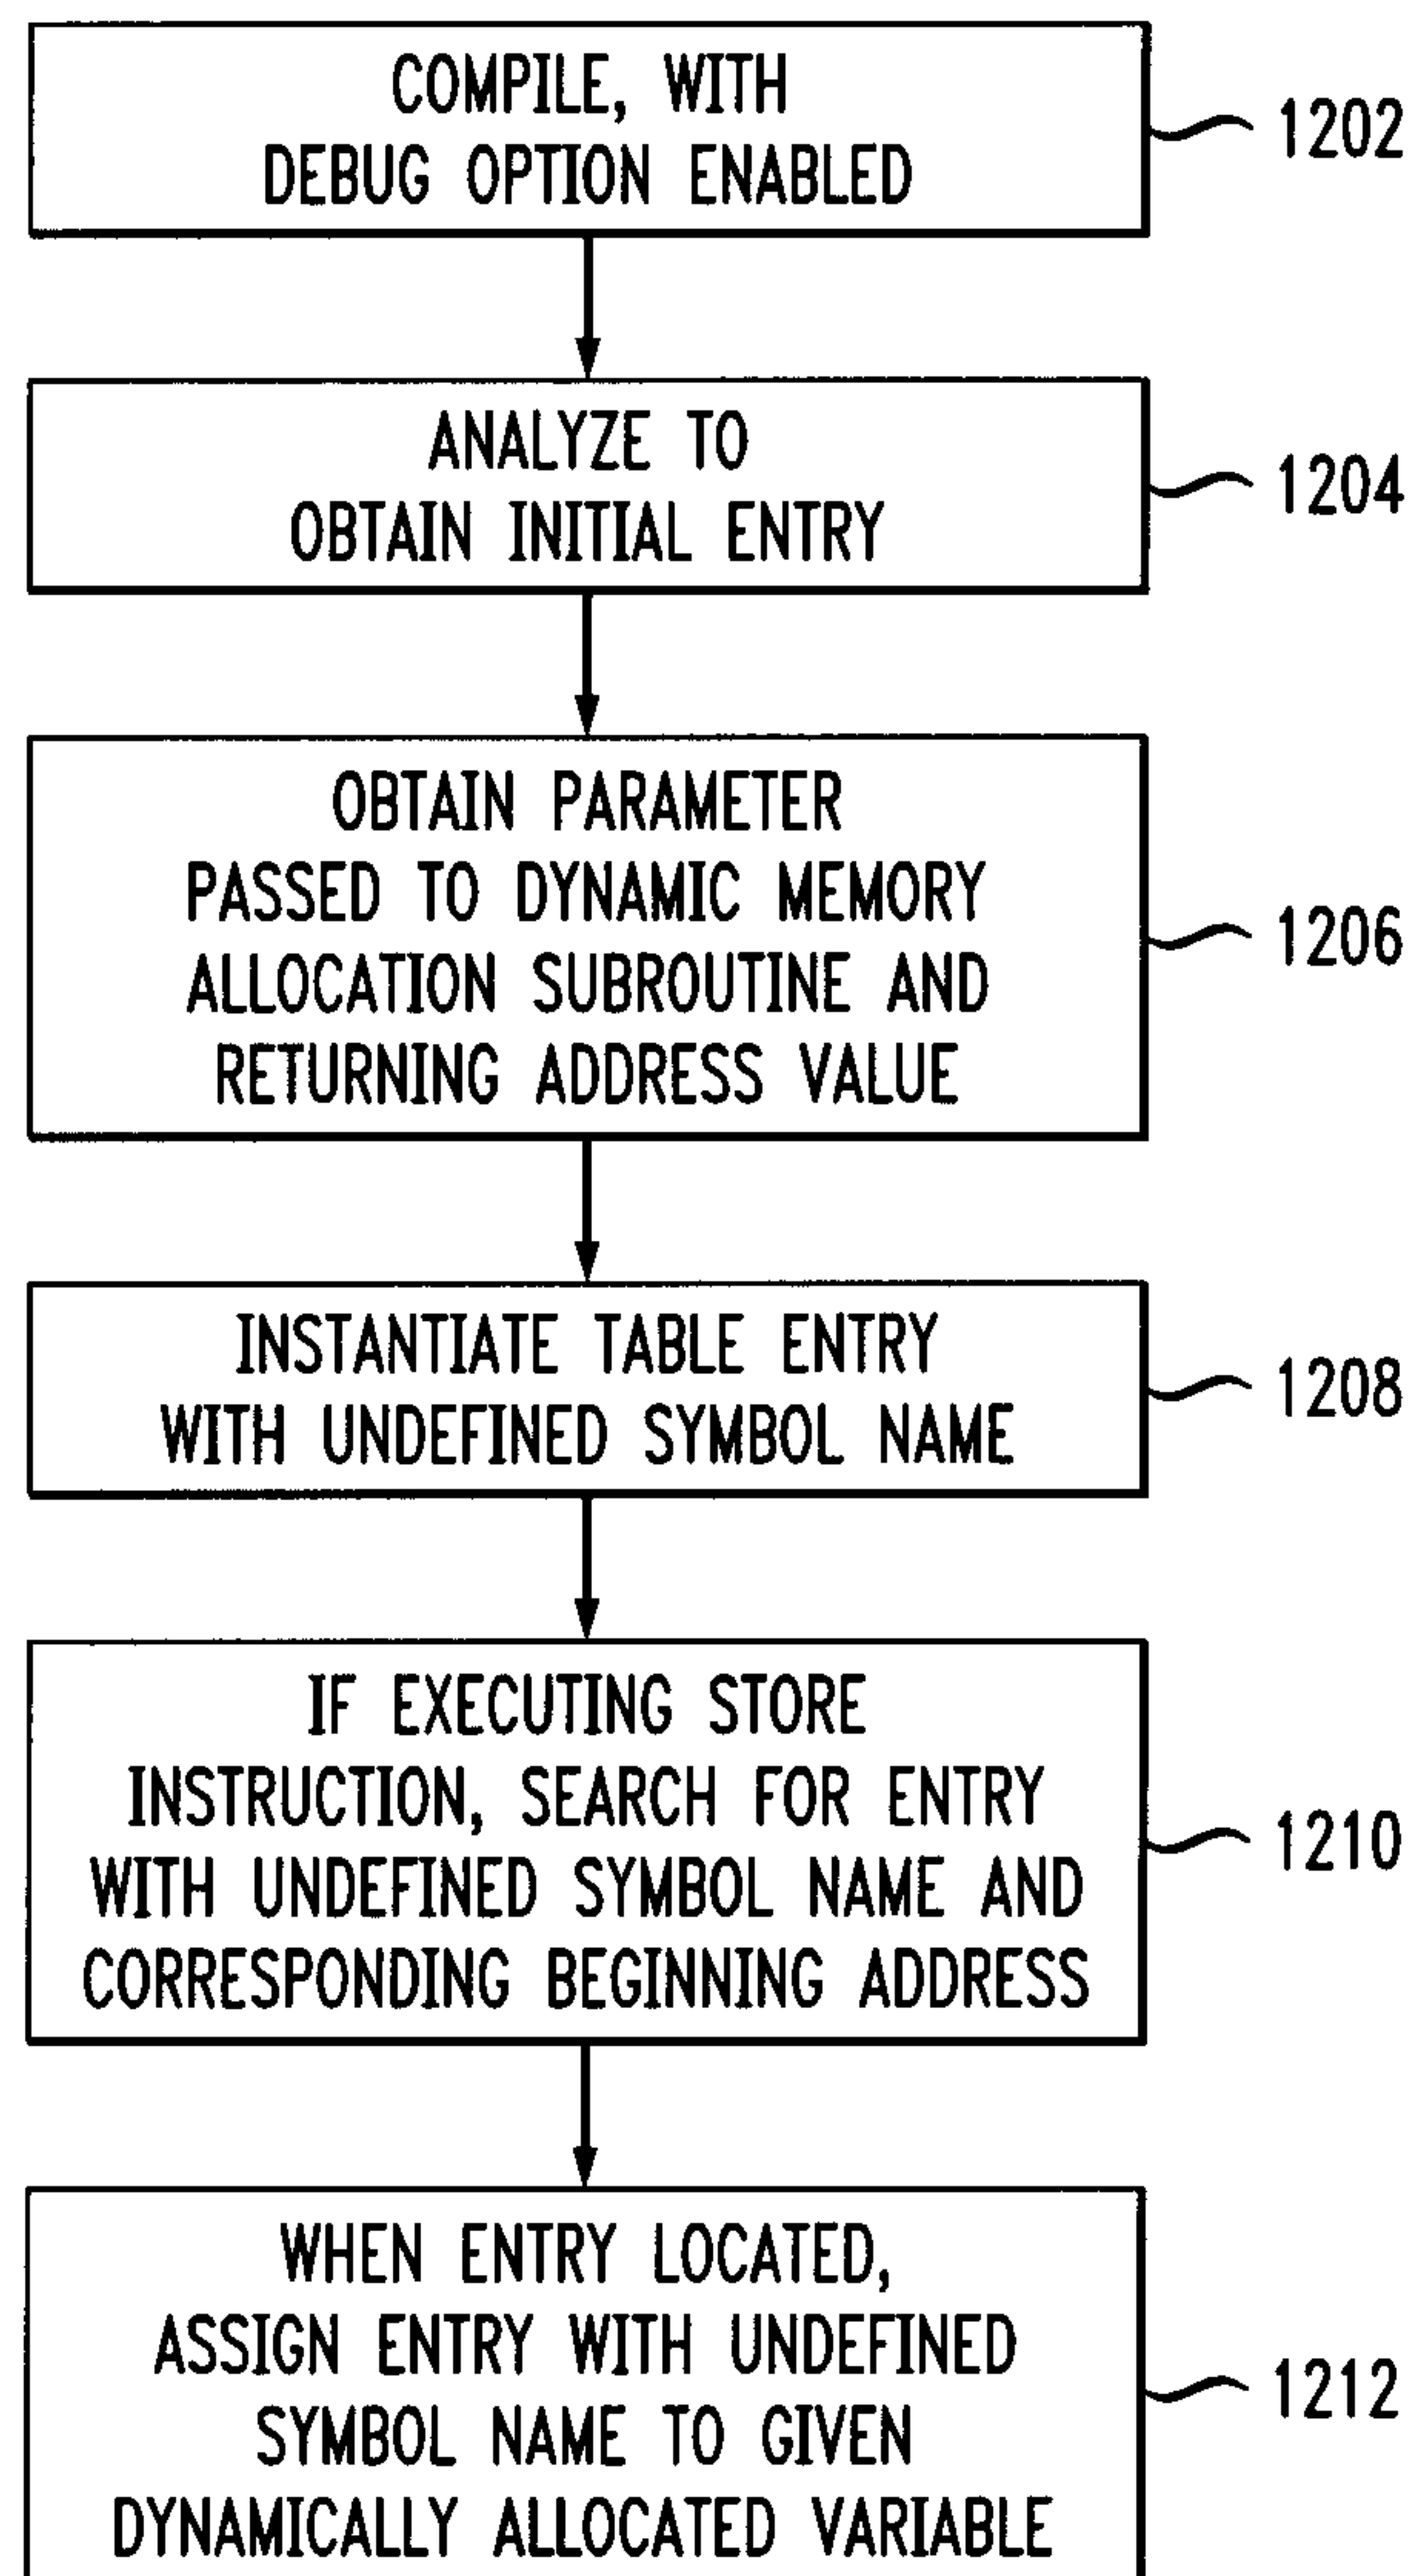 COMPILE, WITH
DEBUG OPTION ENABLED
1202
ANALYZE TO
OBTAIN INITIAL ENTRY
1204
OBTAIN PARAMETER
PASSED TO DYNAMIC MEMORY
ALLOCATION SUBROUTINE AND
RETURNING ADDRESS VALUE
1206
INSTANTIATE TABLE ENTRY
WITH UNDEFINED SYMBOL NAME
1208
IF EXECUTING STORE
INSTRUCTION, SEARCH FOR ENTRY
WITH UNDEFINED SYMBOL NAME AND
CORRESPONDING BEGINNING ADDRESS
1210
WHEN ENTRY LOCATED,
ASSIGN ENTRY WITH UNDEFINED
SYMBOL NAME TO GIVEN
DYNAMICALLY ALLOCATED VARIABLE
1212